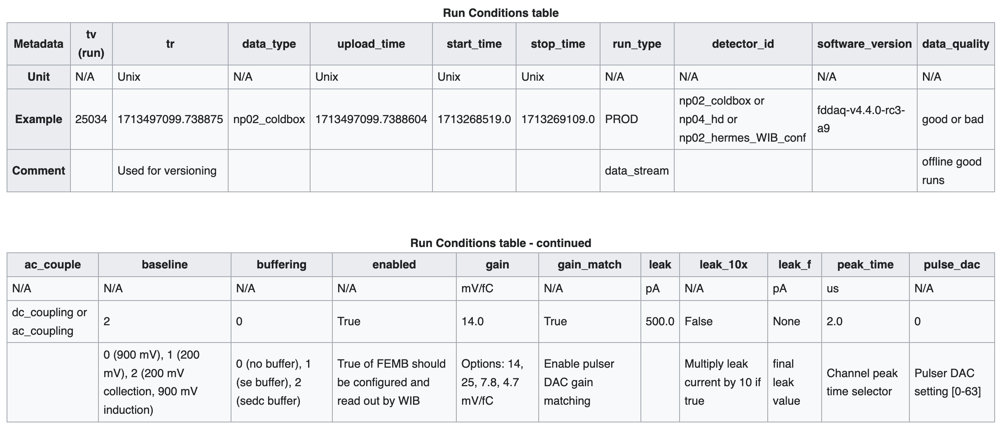 Run Conditions table
Metadata tv (run) tr data_type upload_time start_time stop_time run_type detector_id software_version data_quality
Unit N/A Unix N/A Unix Unix Unix N/A N/A N/A N/A
Example 25034 1713497099.738875 np02_coldbox 1713497099.7388604 1713268519.0 1713269109.0 PROD np02_coldbox or np04_hd or np02_hermes_WIB_conf fddaq-v4.4.0-rc3-a9 good or bad
Comment Used for versioning data_stream offline good runs
Run Conditions table - continued
ac_couple baseline buffering enabled gain gain_match leak leak_10x leak_f peak_time pulse_dac
N/A N/A N/A N/A mV/fC N/A pA N/A pA us N/A
dc_coupling or ac_coupling 2 0 True 14.0 True 500.0 False None 2.0 0
0 (900 mV), 1 (200 mV), 2 (200 mV collection, 900 mV induction) 0 (no buffer), 1 (se buffer), 2 (sedc buffer) True of FEMB should be configured and read out by WIB Options: 14, 25, 7.8, 4.7 mV/fC Enable pulser DAC gain matching Multiply leak current by 10 if true final leak value Channel peak time selector Pulser DAC setting [0-63]